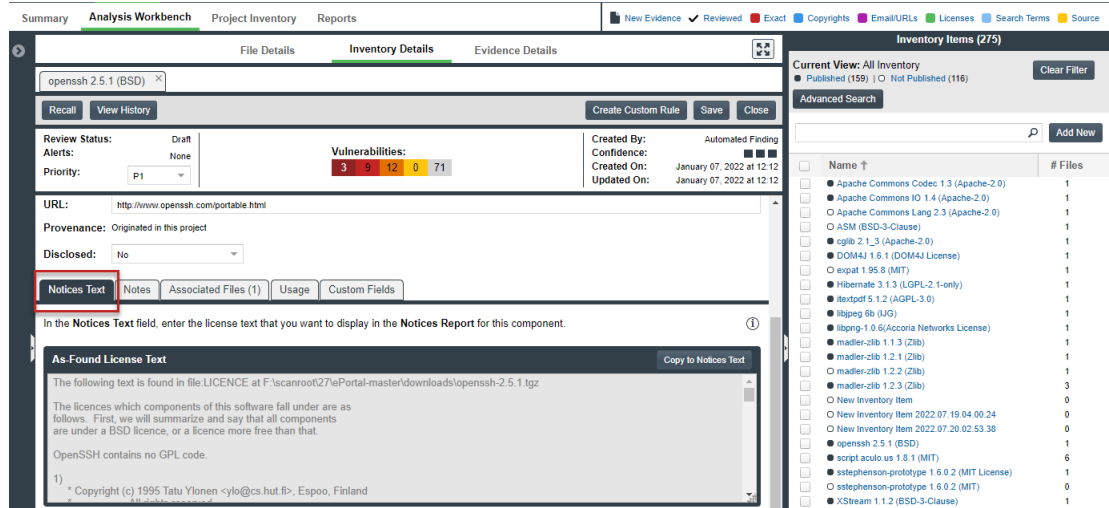 Summary Analysis Workbench Project Inventory Reports
New Evidence Reviewed Exact Copyrights Email/URLs Licenses Search Terms Source
File Details Inventory Details Evidence Details
openssh 2.5.1 (BSD) ×
Recall View History Create Custom Rule Save Close
Review Status: Draft
Alerts: None
Priority: P1
Vulnerabilities:
3 9 12 0 71
Created By: Automated Finding
Confidence:
Created On: January 07, 2022 at 12:12
Updated On: January 07, 2022 at 12:12
URL: http://www.openssh.com/portable.html
Provenance: Originated in this project
Disclosed: No
Notices Text Notes Associated Files (1) Usage Custom Fields
In the Notices Text field, enter the license text that you want to display in the Notices Report for this component.
As-Found License Text Copy to Notices Text
The following text is found in file:LICENCE at F:\scanroot\27\ePortal-master\downloads\openssh-2.5.1.tgz
The licences which components of this software fall under are as
follows. First, we will summarize and say that all components
are under a BSD licence, or a licence more free than that.
OpenSSH contains no GPL code.
1)
* Copyright (c) 1995 Tatu Ylonen <ylo@cs.hut.fi>, Espoo, Finland
Inventory Items (275)
Current View: All Inventory
Published (159) | Not Published (116)
Clear Filter
Advanced Search
Add New
Name ↑ # Files
Apache Commons Codec 1.3 (Apache-2.0) 1
Apache Commons IO 1.4 (Apache-2.0) 1
Apache Commons Lang 2.3 (Apache-2.0) 1
ASM (BSD-3-Clause) 1
cglib 2.1_3 (Apache-2.0) 1
DOM4J 1.6.1 (DOM4J License) 1
expat 1.95.8 (MIT) 1
Hibernate 3.1.3 (LGPL-2.1-only) 1
itextpdf 5.1.2 (AGPL-3.0) 1
libjpeg 6b (IJG) 1
libpng-1.0.6(Accoria Networks License) 1
madler-zlib 1.1.3 (Zlib) 1
madler-zlib 1.2.1 (Zlib) 1
madler-zlib 1.2.2 (Zlib) 1
madler-zlib 1.2.3 (Zlib) 3
New Inventory Item 0
New Inventory Item 2022.07.19.04.00.24 0
New Inventory Item 2022.07.20.02.53.38 0
openssh 2.5.1 (BSD) 1
script.aculo.us 1.8.1 (MIT) 6
sstephenson-prototype 1.6.0.2 (MIT License) 1
sstephenson-prototype 1.6.0.2 (MIT) 0
XStream 1.1.2 (BSD-3-Clause) 1